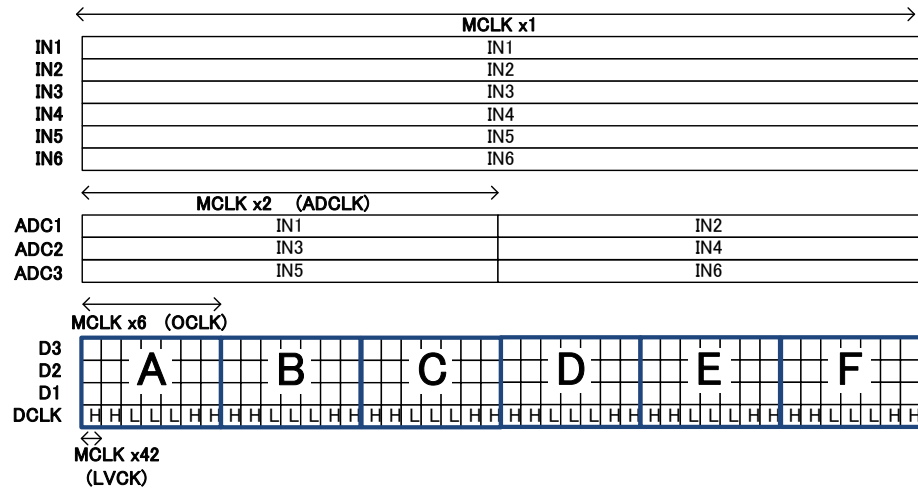 MCLK x1
IN1 IN1
IN2 IN2
IN3 IN3
IN4 IN4
IN5 IN5
IN6 IN6
MCLK x2 (ADCLK)
ADC1 IN1 IN2
ADC2 IN3 IN4
ADC3 IN5 IN6
MCLK x6 (OCLK)
D3
D2 A B C D E F
D1
DCLK H H L L L H H H H L L L H H H H L L L H H H H L L L H H H H L L L H H H H L L L H H
MCLK x42
(LVCK)